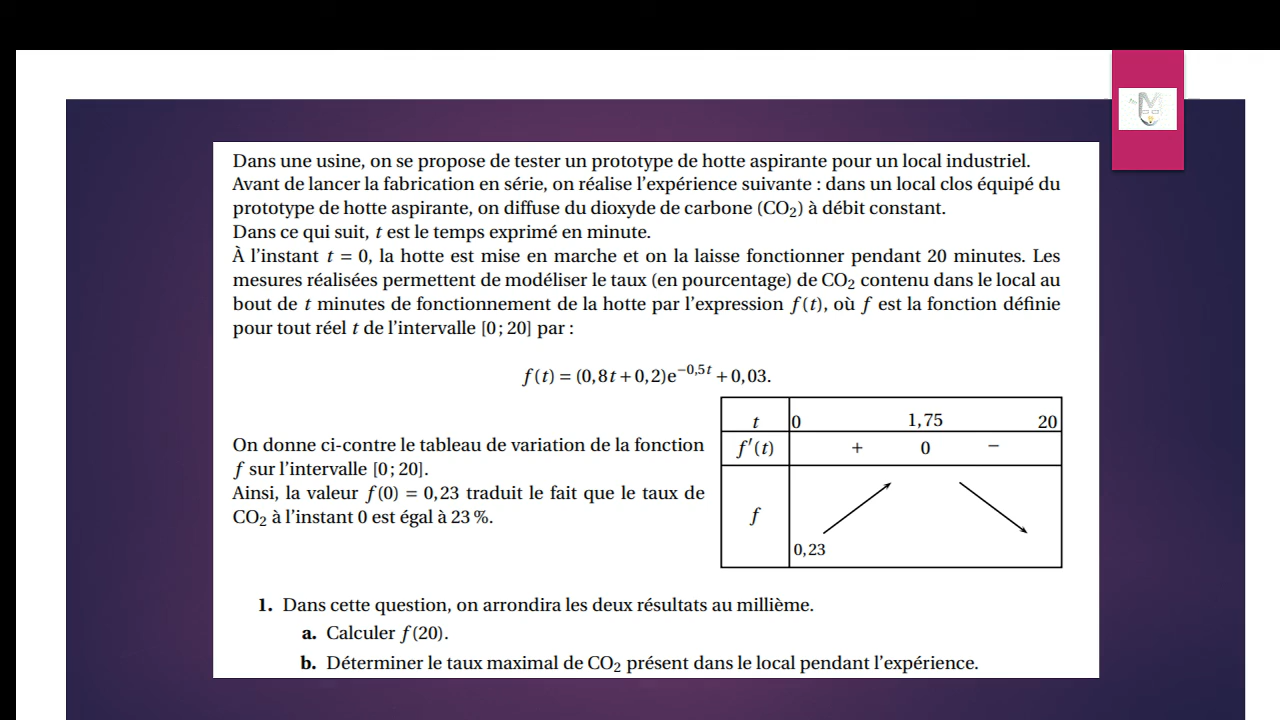 Dans une usine, on se propose de tester un prototype de hotte aspirante pour un local industriel.
Avant de lancer la fabrication en série, on réalise l'expérience suivante : dans un local clos équipé du
prototype de hotte aspirante, on diffuse du dioxyde de carbone (CO₂) à débit constant.
Dans ce qui suit, t est le temps exprimé en minute.
À l'instant t = 0, la hotte est mise en marche et on la laisse fonctionner pendant 20 minutes. Les
mesures réalisées permettent de modéliser le taux (en pourcentage) de CO₂ contenu dans le local au
bout de t minutes de fonctionnement de la hotte par l'expression f(t), où f est la fonction définie
pour tout réel t de l'intervalle [0 ; 20] par :
f(t) = (0,8t + 0,2)e^{−0,5t} + 0,03.
On donne ci-contre le tableau de variation de la fonction
f sur l'intervalle [0 ; 20].
Ainsi, la valeur f(0) = 0,23 traduit le fait que le taux de
CO₂ à l'instant 0 est égal à 23 %.
t 0 1,75 20
f′(t) + 0 −
f
0,23
1. Dans cette question, on arrondira les deux résultats au millième.
a. Calculer f(20).
b. Déterminer le taux maximal de CO₂ présent dans le local pendant l'expérience.